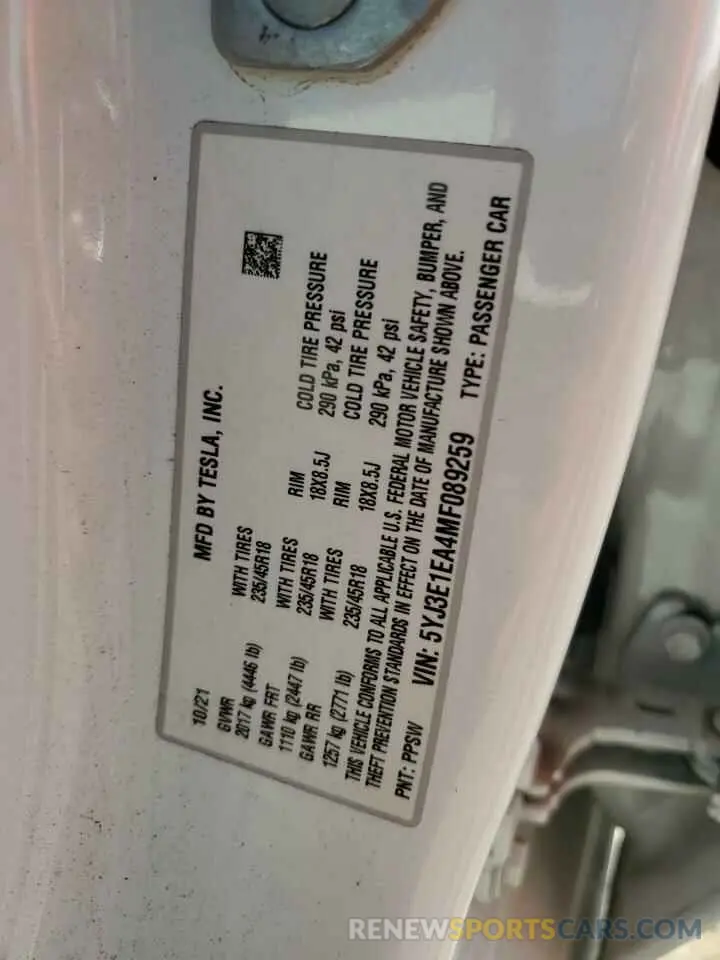 MFD BY TESLA, INC.
10/21
GVWR
2017 kg (4446 lb)
WITH TIRES
235/45R18
GAWR FRT
1110 kg (2447 lb)
WITH TIRES
235/45R18
RIM
18X8.5J
COLD TIRE PRESSURE
290 kPa, 42 psi
GAWR RR
1257 kg (2771 lb)
WITH TIRES
235/45R18
RIM
18X8.5J
COLD TIRE PRESSURE
290 kPa, 42 psi
THIS VEHICLE CONFORMS TO ALL APPLICABLE U.S. FEDERAL MOTOR VEHICLE SAFETY, BUMPER, AND
THEFT PREVENTION STANDARDS IN EFFECT ON THE DATE OF MANUFACTURE SHOWN ABOVE.
PNT: PPSW VIN: 5YJ3E1EA4MF089259 TYPE: PASSENGER CAR
RENEWSPORTSCARS.COM